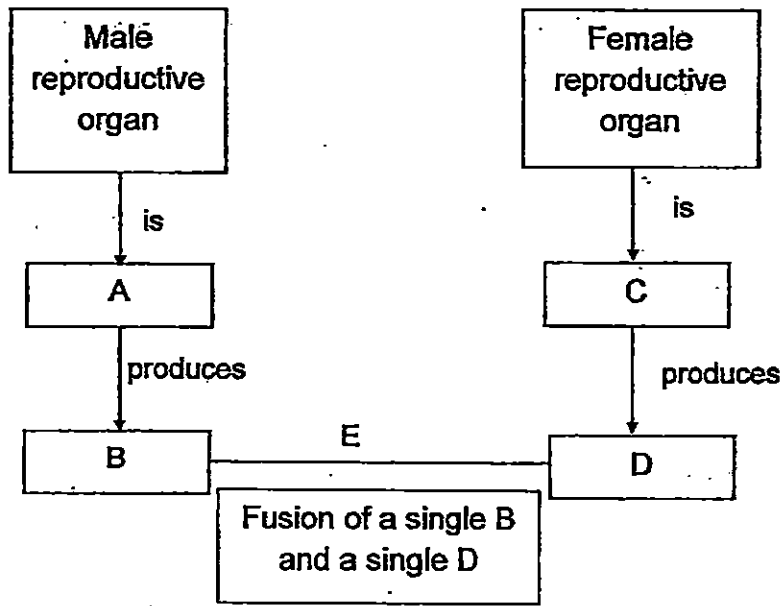 Male
reproductive
organ
Female
reproductive
organ
is
is
A
C
produces
produces
B
E
D
Fusion of a single B
and a single D